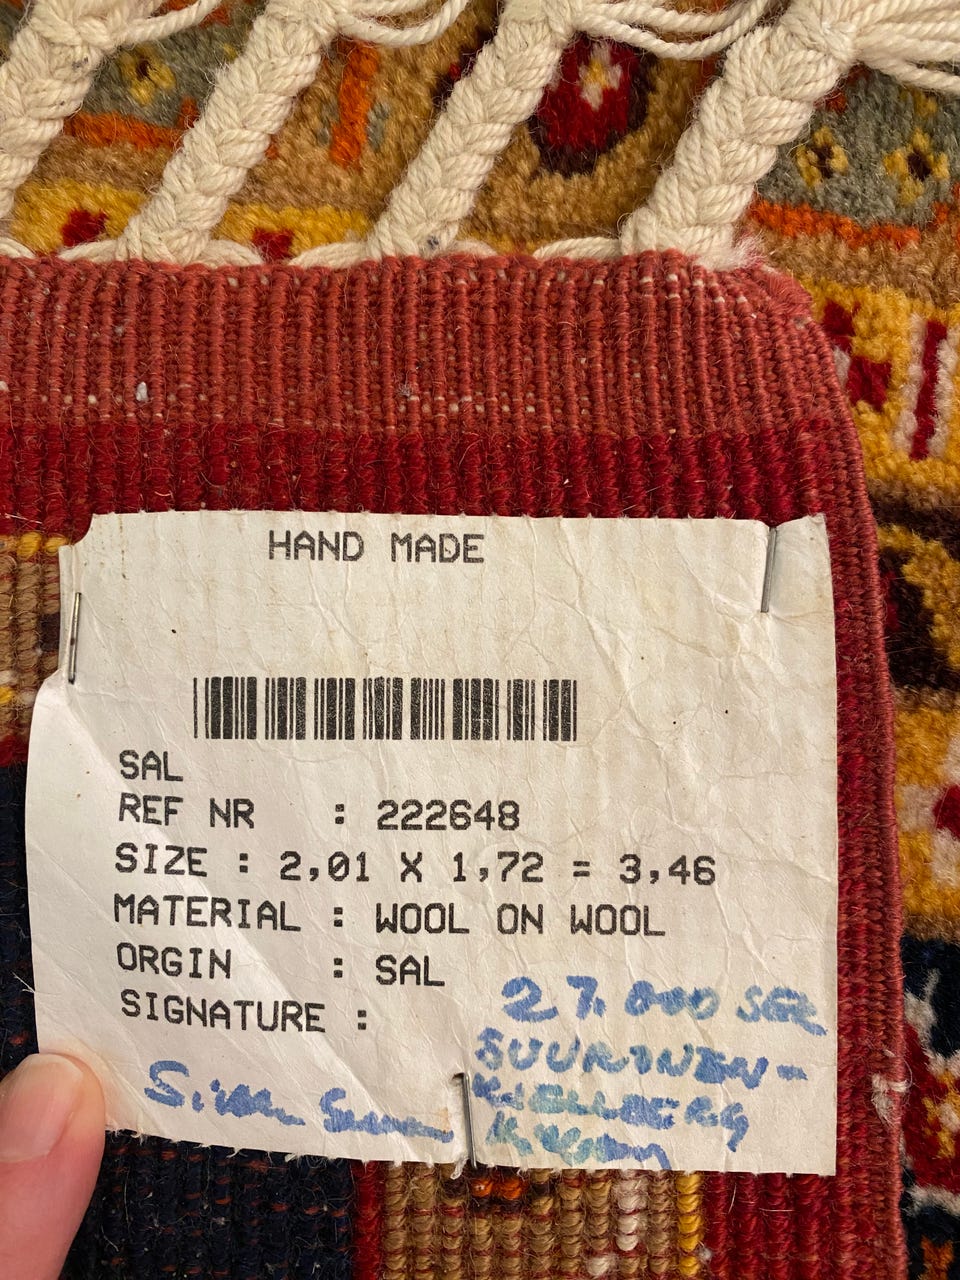 HAND MADE
SAL
REF NR : 222648
SIZE : 2,01 X 1,72 = 3,46
MATERIAL : WOOL ON WOOL
ORGIN : SAL
SIGNATURE :
27.000 SEK
SUURINEN-
KJELLBERG